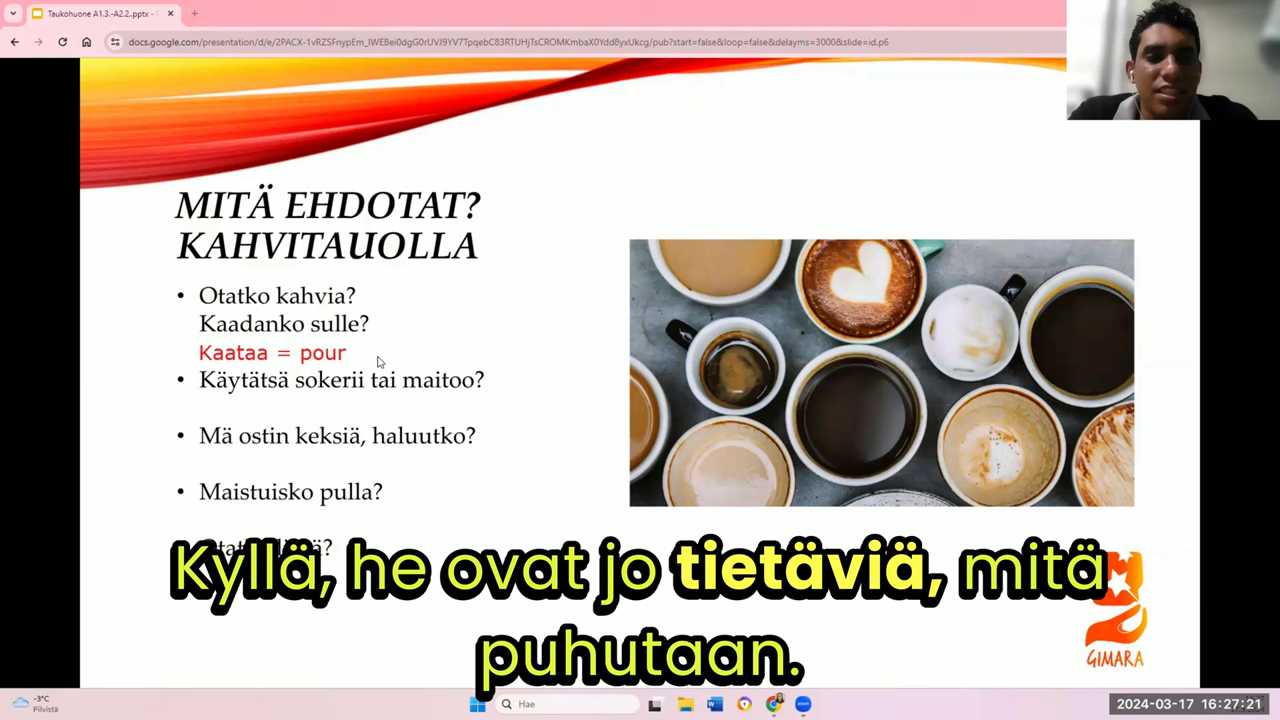 Taukohuone A1.3.-A2.2..pptx -
docs.google.com/presentation/d/e/2PACX-1vRZSFnypEm_lWEBei0dgG0rUVJ9YV7TpqebC83RTUHjTsCROMKmbaX0Ydd8yxUkcg/pub?start=false&loop=false&delayms=3000&slide=id.p6
MITÄ EHDOTAT?
KAHVITAUOLLA
• Otatko kahvia?
Kaadanko sulle?
Kaataa = pour
• Käytätsä sokerii tai maitoo?
• Mä ostin keksiä, haluutko?
• Maistuisko pulla?
Kyllä, he ovat jo tietäviä, mitä
puhutaan.
GIMARA
-3°C
Pilvistä
Hae
2024-03-17 16:27:21